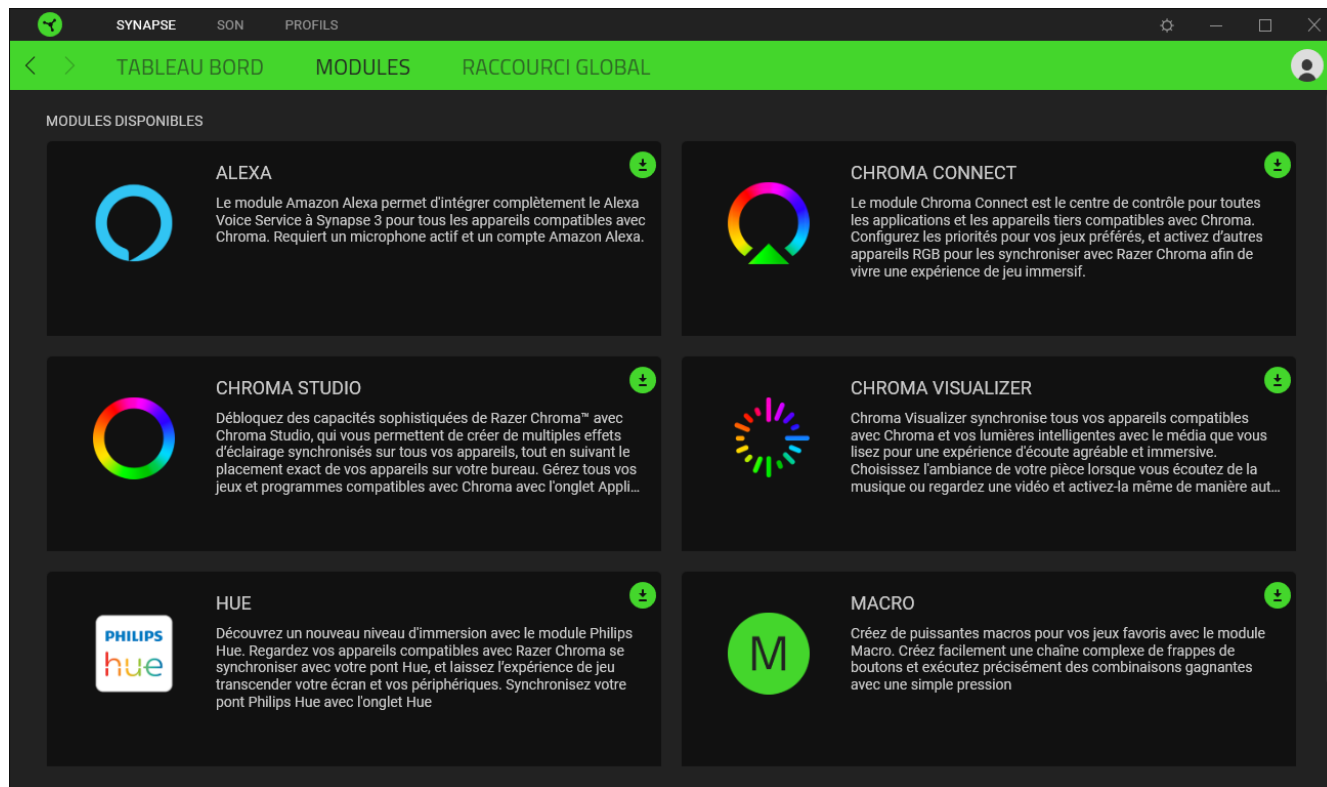 SYNAPSE SON PROFILS
TABLEAU BORD MODULES RACCOURCI GLOBAL
MODULES DISPONIBLES
ALEXA
Le module Amazon Alexa permet d'intégrer complètement le Alexa
Voice Service à Synapse 3 pour tous les appareils compatibles avec
Chroma. Requiert un microphone actif et un compte Amazon Alexa.
CHROMA CONNECT
Le module Chroma Connect est le centre de contrôle pour toutes
les applications et les appareils tiers compatibles avec Chroma.
Configurez les priorités pour vos jeux préférés, et activez d’autres
appareils RGB pour les synchroniser avec Razer Chroma afin de
vivre une expérience de jeu immersif.
CHROMA STUDIO
Débloquez des capacités sophistiquées de Razer Chroma™ avec
Chroma Studio, qui vous permettent de créer de multiples effets
d’éclairage synchronisés sur tous vos appareils, tout en suivant le
placement exact de vos appareils sur votre bureau. Gérez tous vos
jeux et programmes compatibles avec Chroma avec l'onglet Appli…
CHROMA VISUALIZER
Chroma Visualizer synchronise tous vos appareils compatibles
avec Chroma et vos lumières intelligentes avec le média que vous
lisez pour une expérience d'écoute agréable et immersive.
Choisissez l'ambiance de votre pièce lorsque vous écoutez de la
musique ou regardez une vidéo et activez-la même de manière aut…
PHILIPS
hue
HUE
Découvrez un nouveau niveau d'immersion avec le module Philips
Hue. Regardez vos appareils compatibles avec Razer Chroma se
synchroniser avec votre pont Hue, et laissez l’expérience de jeu
transcender votre écran et vos périphériques. Synchronisez votre
pont Philips Hue avec l'onglet Hue
M
MACRO
Créez de puissantes macros pour vos jeux favoris avec le module
Macro. Créez facilement une chaîne complexe de frappes de
boutons et exécutez précisément des combinaisons gagnantes
avec une simple pression